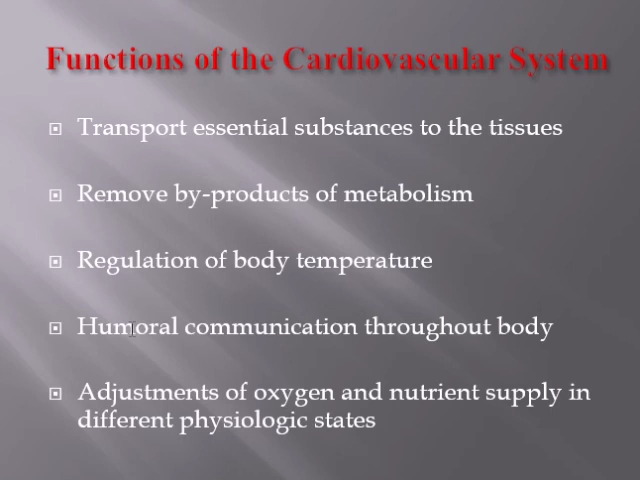 Functions of the Cardiovascular System
Transport essential substances to the tissues
Remove by-products of metabolism
Regulation of body temperature
Humoral communication throughout body
Adjustments of oxygen and nutrient supply in
different physiologic states